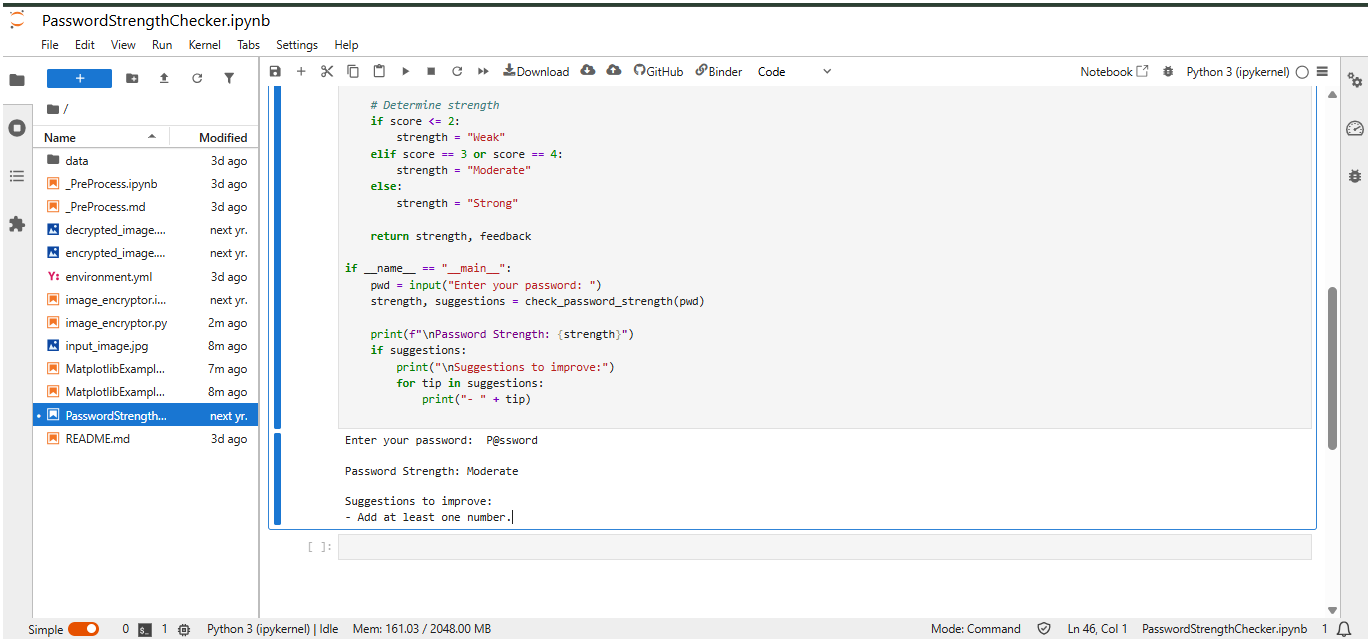 PasswordStrengthChecker.ipynb
File Edit View Run Kernel Tabs Settings Help
+ Download GitHub Binder Code Notebook Python 3 (ipykernel)
/
Name Modified
data 3d ago
_PreProcess.ipynb 3d ago
_PreProcess.md 3d ago
decrypted_image.... next yr.
encrypted_image.... next yr.
Y: environment.yml 3d ago
image_encryptor.i... next yr.
image_encryptor.py 2m ago
input_image.jpg 8m ago
MatplotlibExampl... 7m ago
MatplotlibExampl... 8m ago
PasswordStrength... next yr.
README.md 3d ago
# Determine strength
if score <= 2:
strength = "Weak"
elif score == 3 or score == 4:
strength = "Moderate"
else:
strength = "Strong"
return strength, feedback
if __name__ == "__main__":
pwd = input("Enter your password: ")
strength, suggestions = check_password_strength(pwd)
print(f"\nPassword Strength: {strength}")
if suggestions:
print("\nSuggestions to improve:")
for tip in suggestions:
print("- " + tip)
Enter your password:  P@ssword
Password Strength: Moderate
Suggestions to improve:
- Add at least one number.
[ ]:
Simple 0 $_ 1 Python 3 (ipykernel) | Idle Mem: 161.03 / 2048.00 MB Mode: Command Ln 46, Col 1 PasswordStrengthChecker.ipynb 1